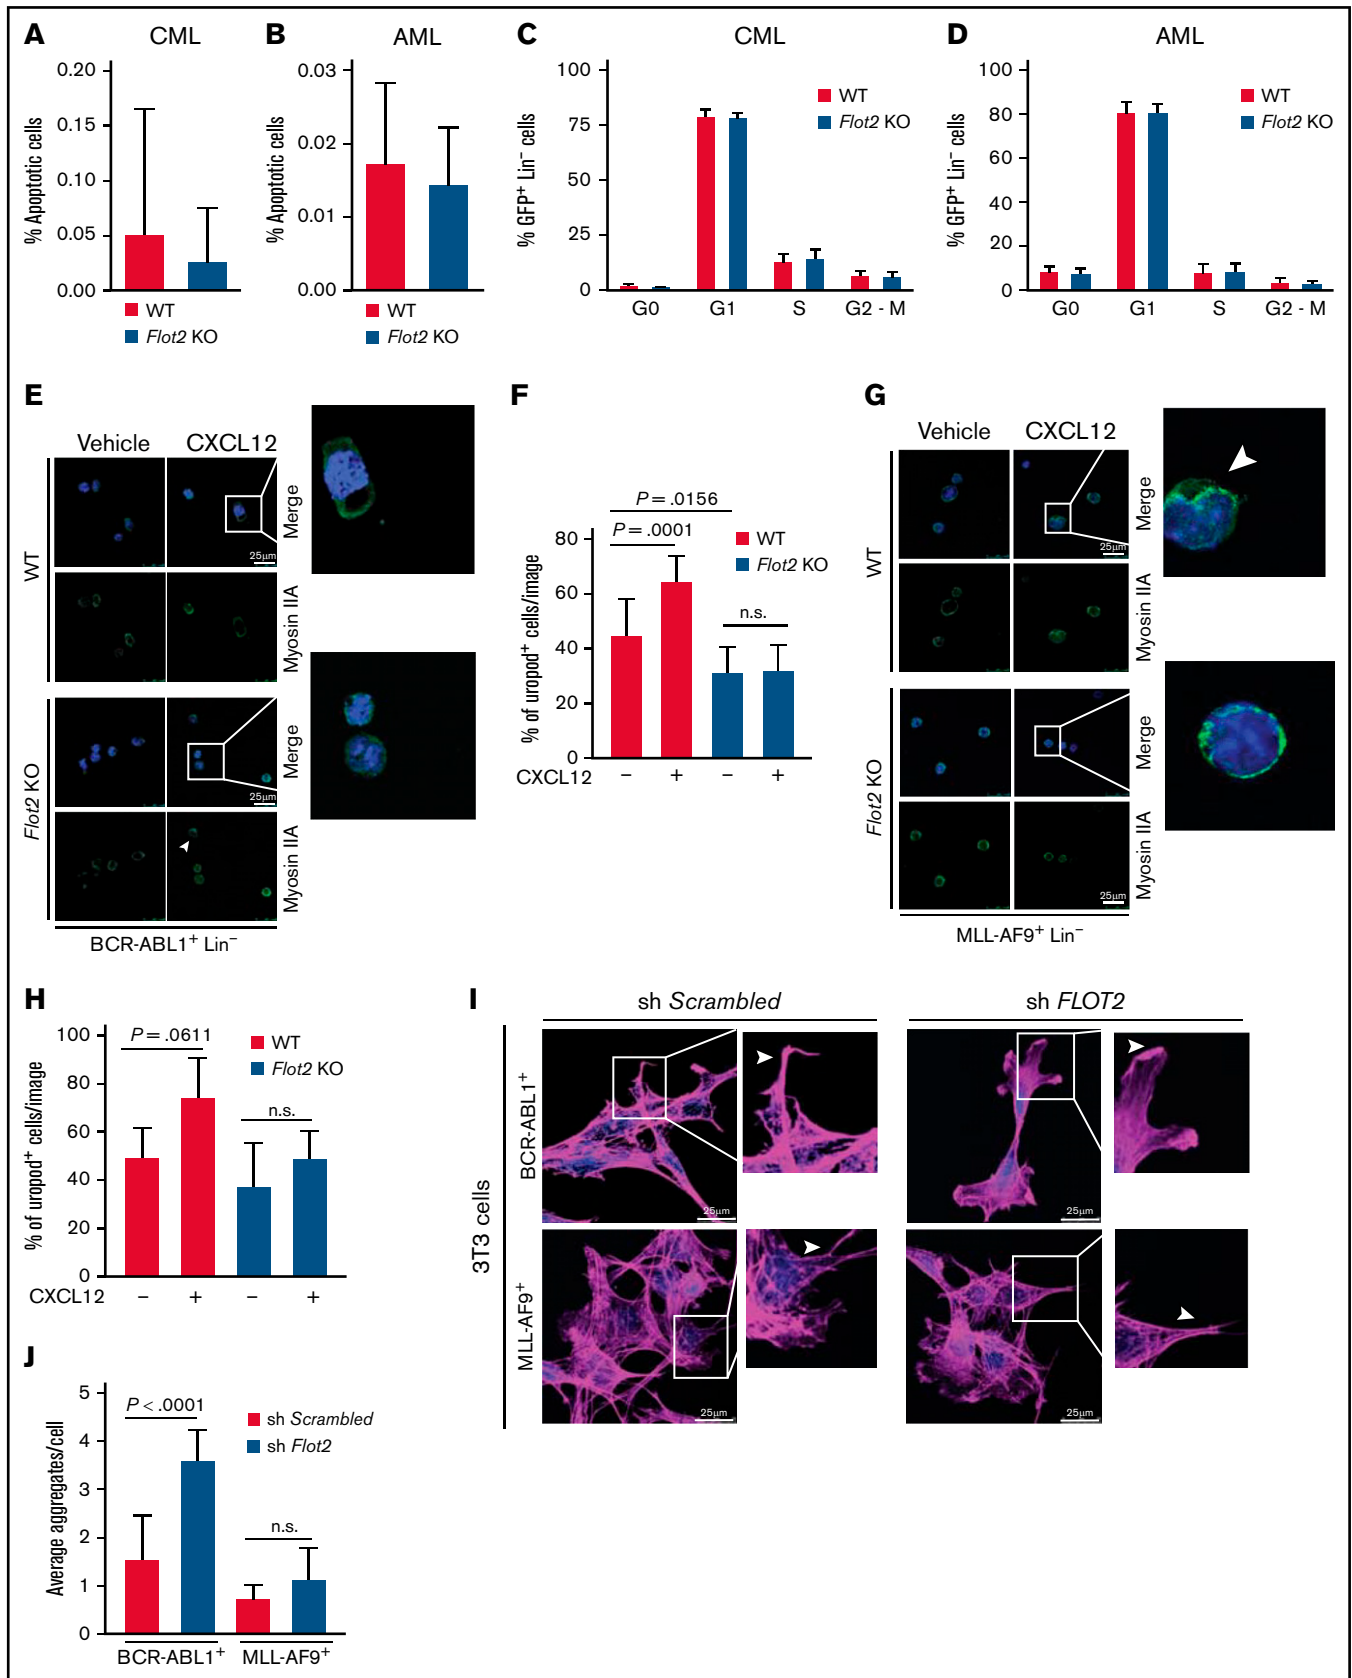 A
CML
% Apoptotic cells
0.20
0.15
0.10
0.05
0.00
WT
Flot2 KO
B
AML
% Apoptotic cells
0.03
0.02
0.01
0.00
WT
Flot2 KO
C
CML
% GFP+ Lin− cells
100
75
50
25
0
WT
Flot2 KO
G0 G1 S G2 - M
D
AML
% GFP+ Lin− cells
100
80
60
40
20
0
WT
Flot2 KO
G0 G1 S G2 - M
E
Vehicle CXCL12
WT
Merge
25µm
Myosin IIA
Flot2 KO
Merge
25µm
Myosin IIA
BCR-ABL1+ Lin−
F
P = .0156
P = .0001
WT
Flot2 KO
n.s.
% of uropod+ cells/image
80
60
40
20
0
CXCL12 − + − +
G
Vehicle CXCL12
WT
Merge
25µm
Myosin IIA
Flot2 KO
Merge
Myosin IIA
25µm
MLL-AF9+ Lin−
H
P = .0611
WT
Flot2 KO
n.s.
% of uropod+ cells/image
100
80
60
40
20
0
CXCL12 − + − +
I
sh Scrambled sh FLOT2
3T3 cells
BCR-ABL1+
25µm 25µm
MLL-AF9+
25µm 25µm
J
P < .0001
sh Scrambled
sh Flot2
n.s.
Average aggregates/cell
5
4
3
2
1
0
BCR-ABL1+ MLL-AF9+